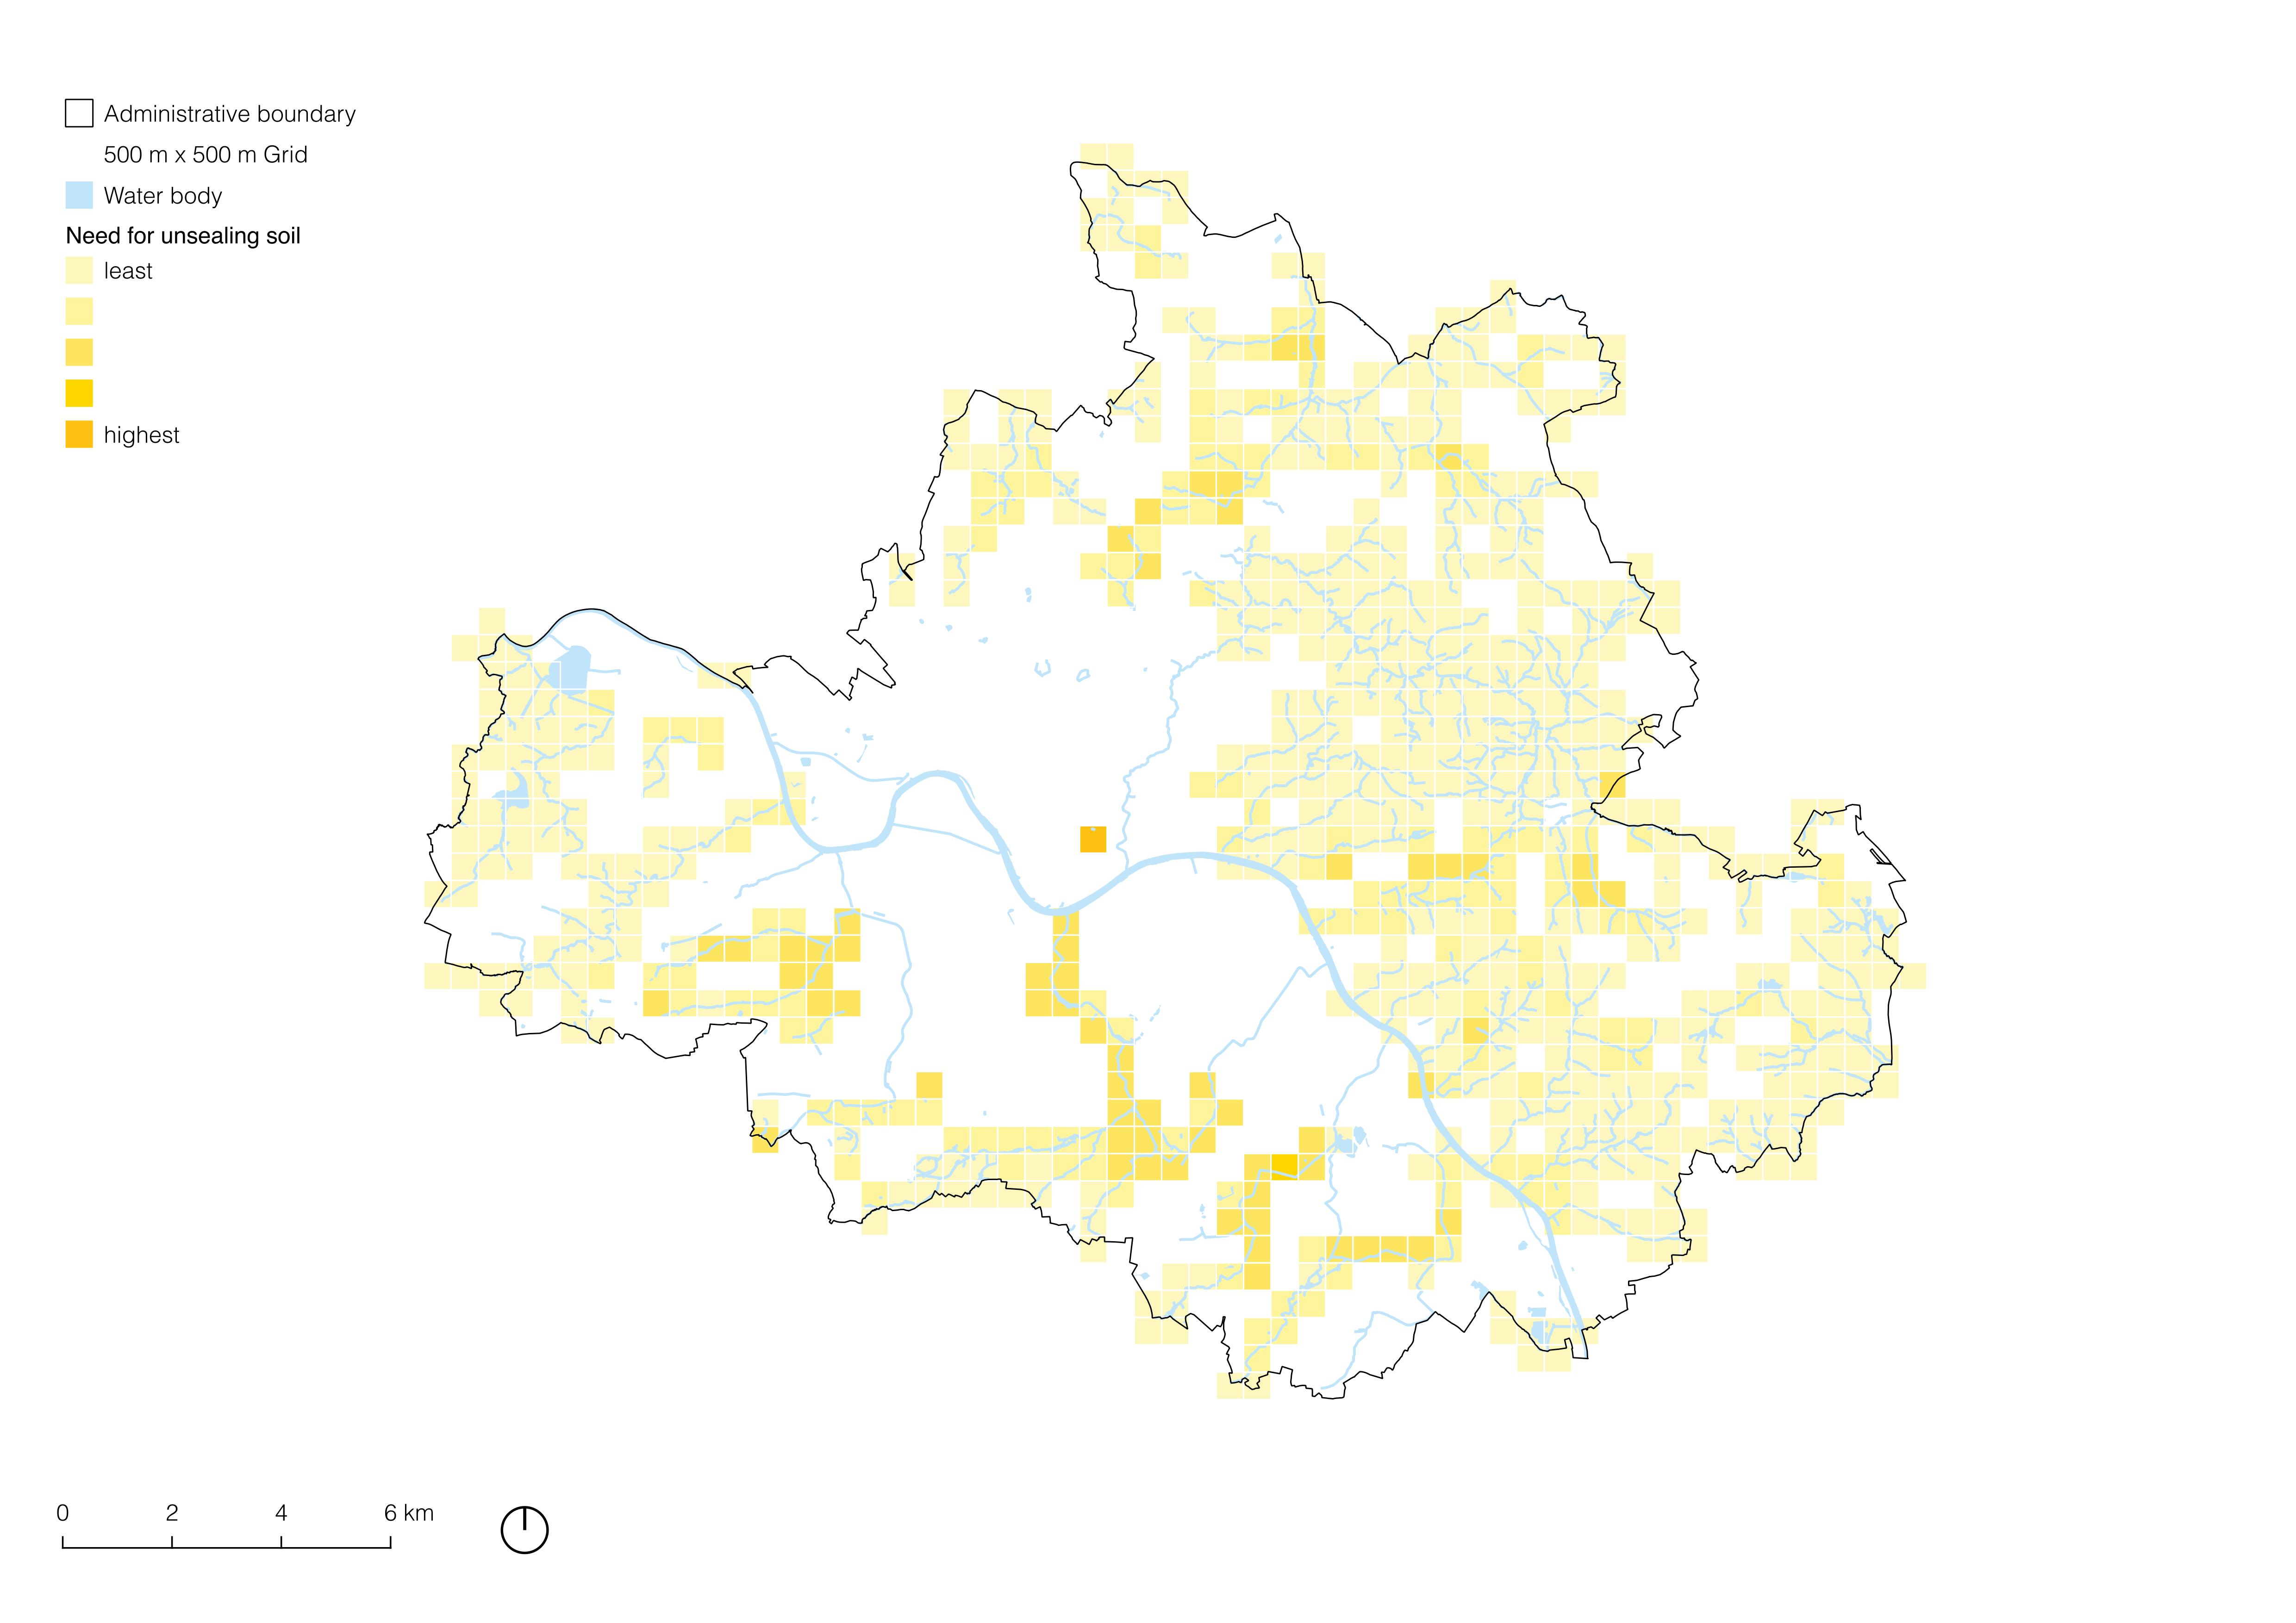 Administrative boundary
500 m x 500 m Grid
Water body
Need for unsealing soil
least
highest
0 2 4 6 km